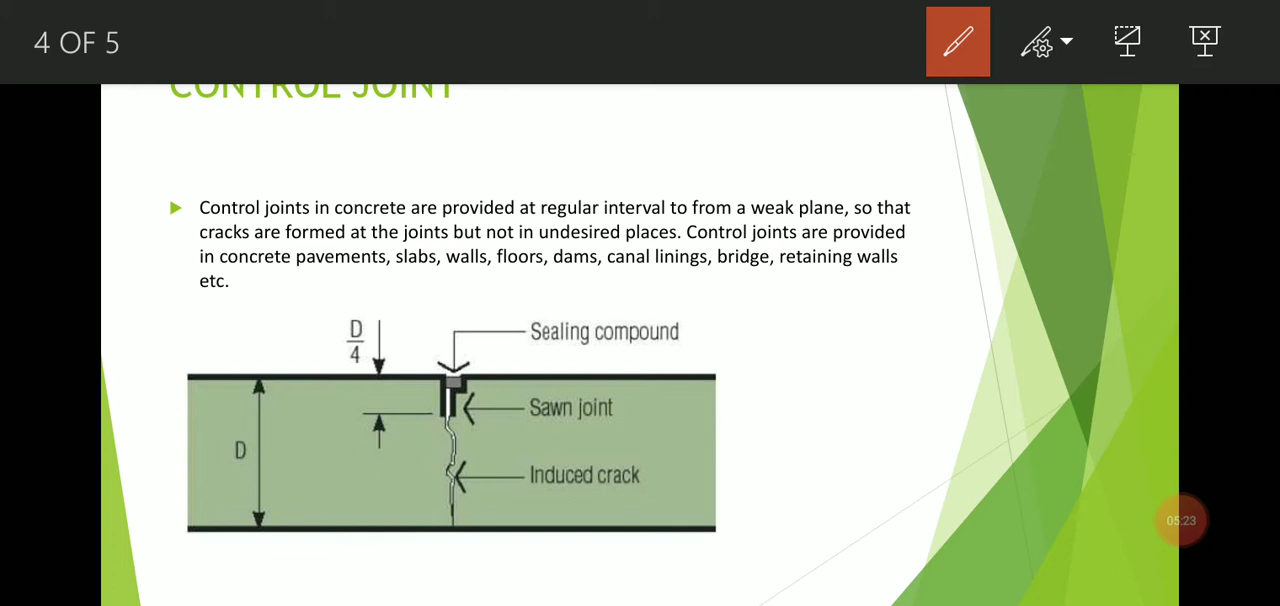 4 OF 5
CONTROL JOINT
Control joints in concrete are provided at regular interval to from a weak plane, so that
cracks are formed at the joints but not in undesired places. Control joints are provided
in concrete pavements, slabs, walls, floors, dams, canal linings, bridge, retaining walls
etc.
D
4
Sealing compound
Sawn joint
D
Induced crack
05:23